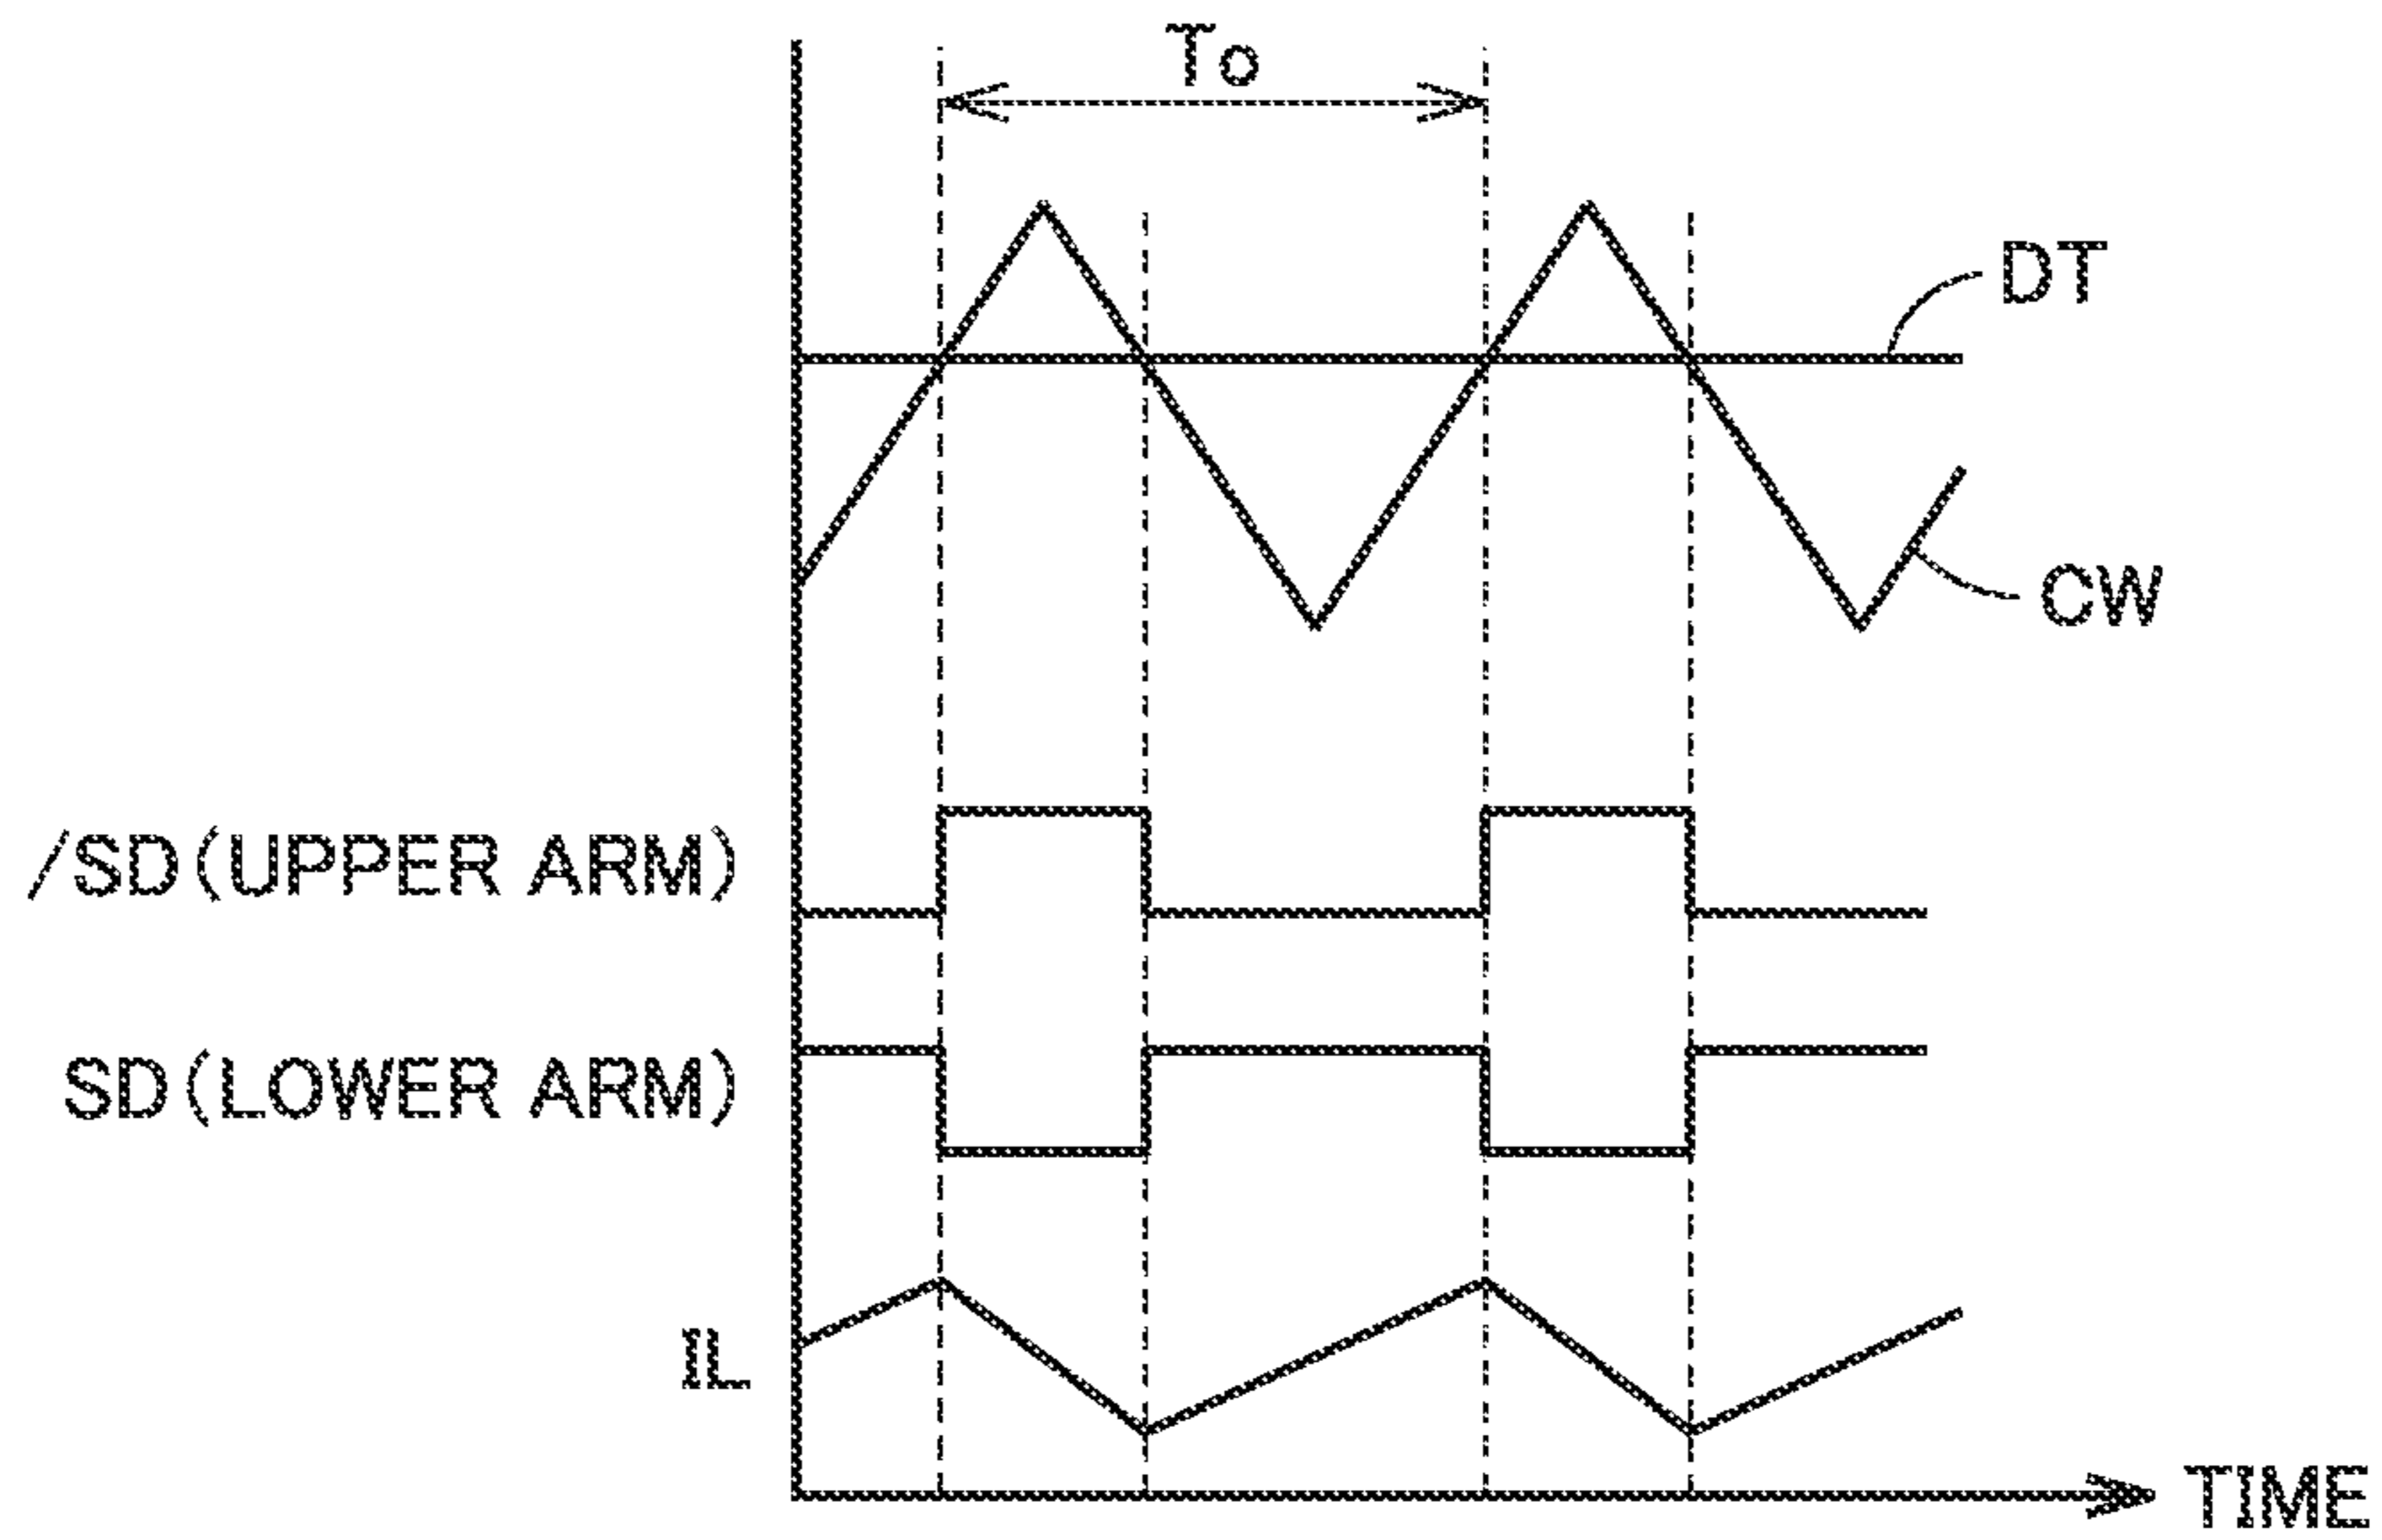 To
DT
CW
/SD(UPPER ARM)
SD(LOWER ARM)
IL
TIME